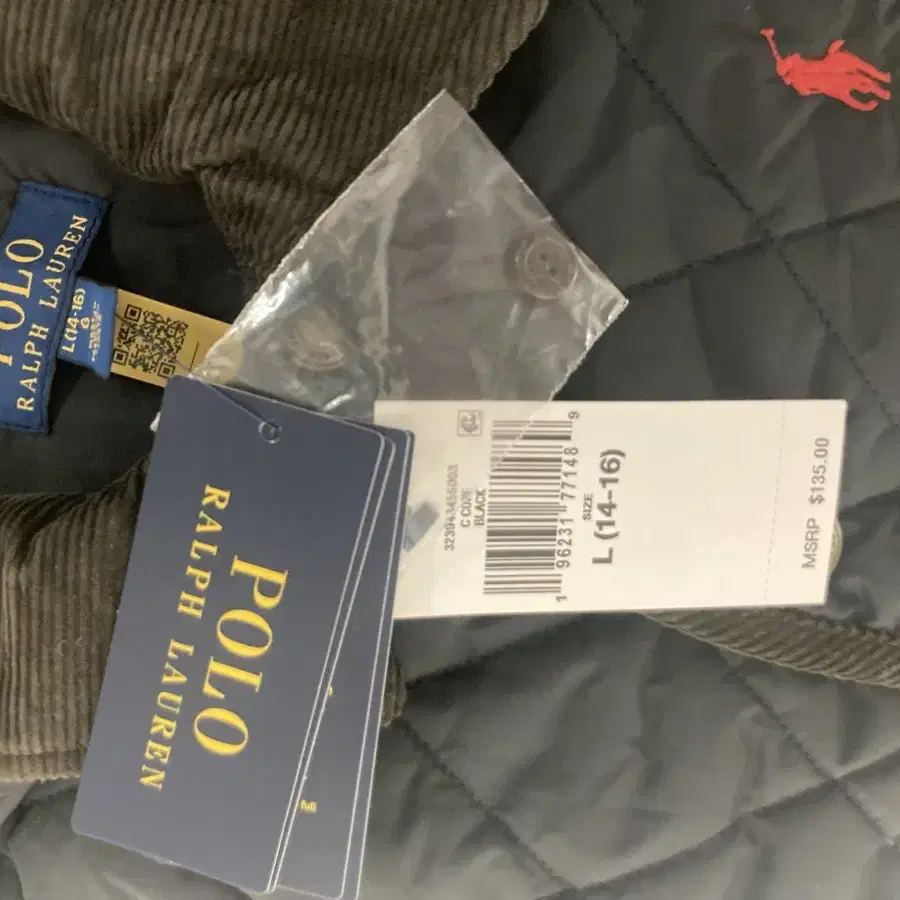 POLO
RALPH LAUREN
L(14-16)
G
POLO
RALPH LAUREN
323943455003
BLACK
1 96231 77148 9
SIZE
L (14-16)
MSRP $135.00